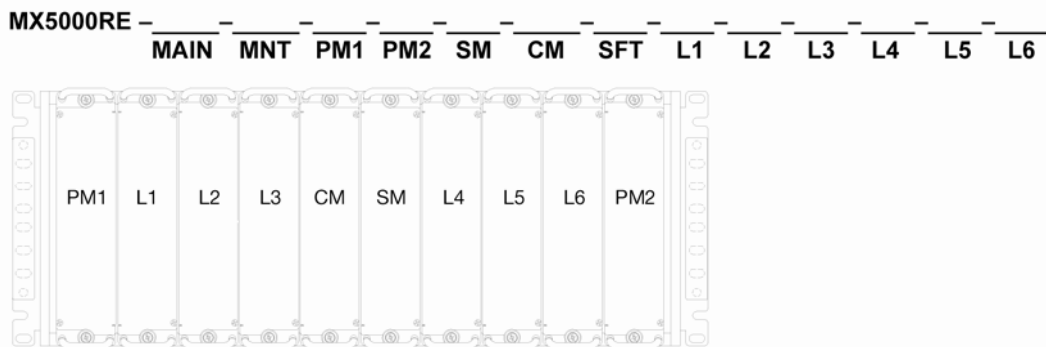 MX5000RE – – – – – – – – – – – – –
MAIN MNT PM1 PM2 SM CM SFT L1 L2 L3 L4 L5 L6
PM1 L1 L2 L3 CM SM L4 L5 L6 PM2